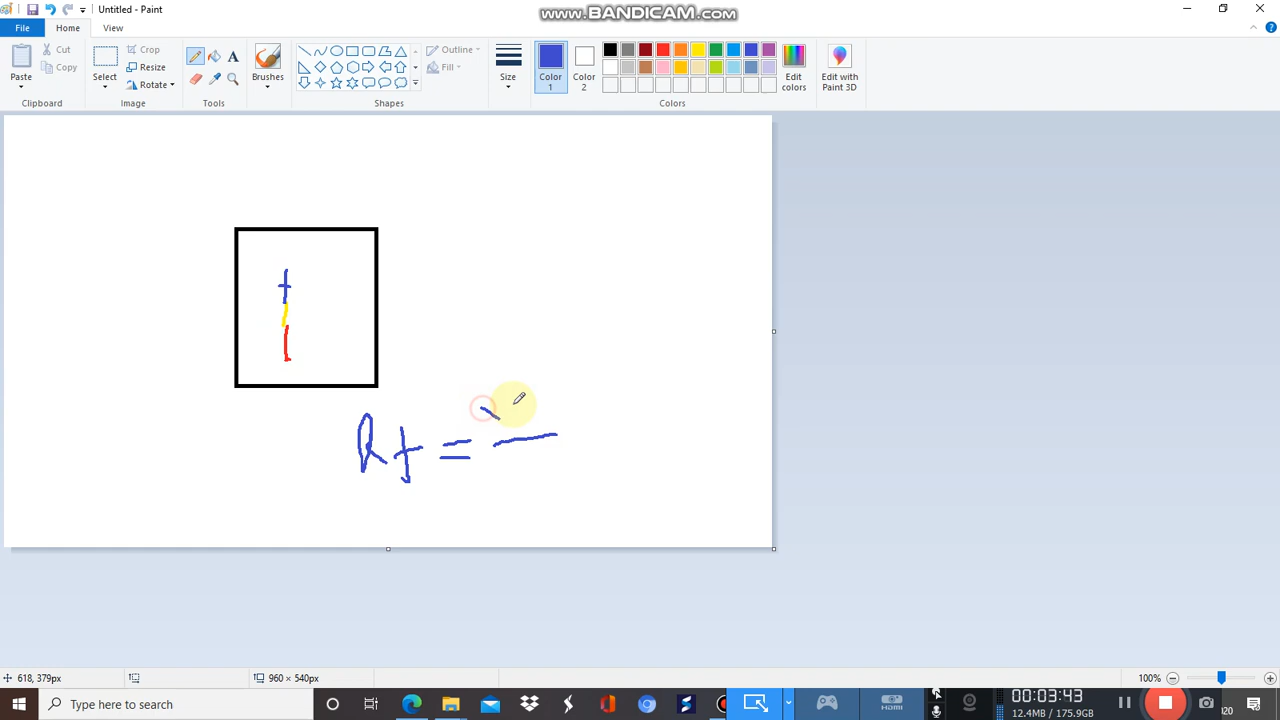 Untitled - Paint
www.BANDICAM.com
File
Home
View
Paste
Cut
Copy
Clipboard
Select
Crop
Resize
Rotate
Image
Tools
Brushes
Shapes
Outline
Fill
Size
Color 1
Color 2
Colors
Edit colors
Edit with Paint 3D
Rf =
618, 379px
960 × 540px
100%
Type here to search
Hdmi
00:03:43
12.4MB / 175.9GB